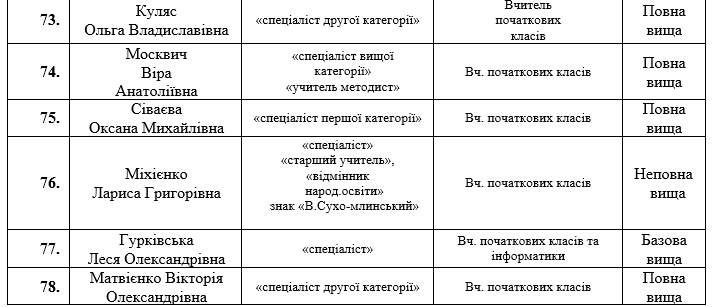 73. Куляс Ольга Владиславівна «спеціаліст другої категорії» Вчитель початкових класів Повна вища
74. Москвич Віра Анатоліївна «спеціаліст вищої категорії» «учитель методист» Вч. початкових класів Повна вища
75. Сіваєва Оксана Михайлівна «спеціаліст першої категорії» Вч. початкових класів Повна вища
76. Міхієнко Лариса Григорівна «спеціаліст» «старший учитель», «відмінник народ.освіти» знак «В.Сухо-млинський» Вч. початкових класів Неповна вища
77. Гурківська Леся Олександрівна «спеціаліст» Вч. початкових класів та інформатики Базова вища
78. Матвієнко Вікторія Олександрівна «спеціаліст другої категорії» Вч. початкових класів Повна вища